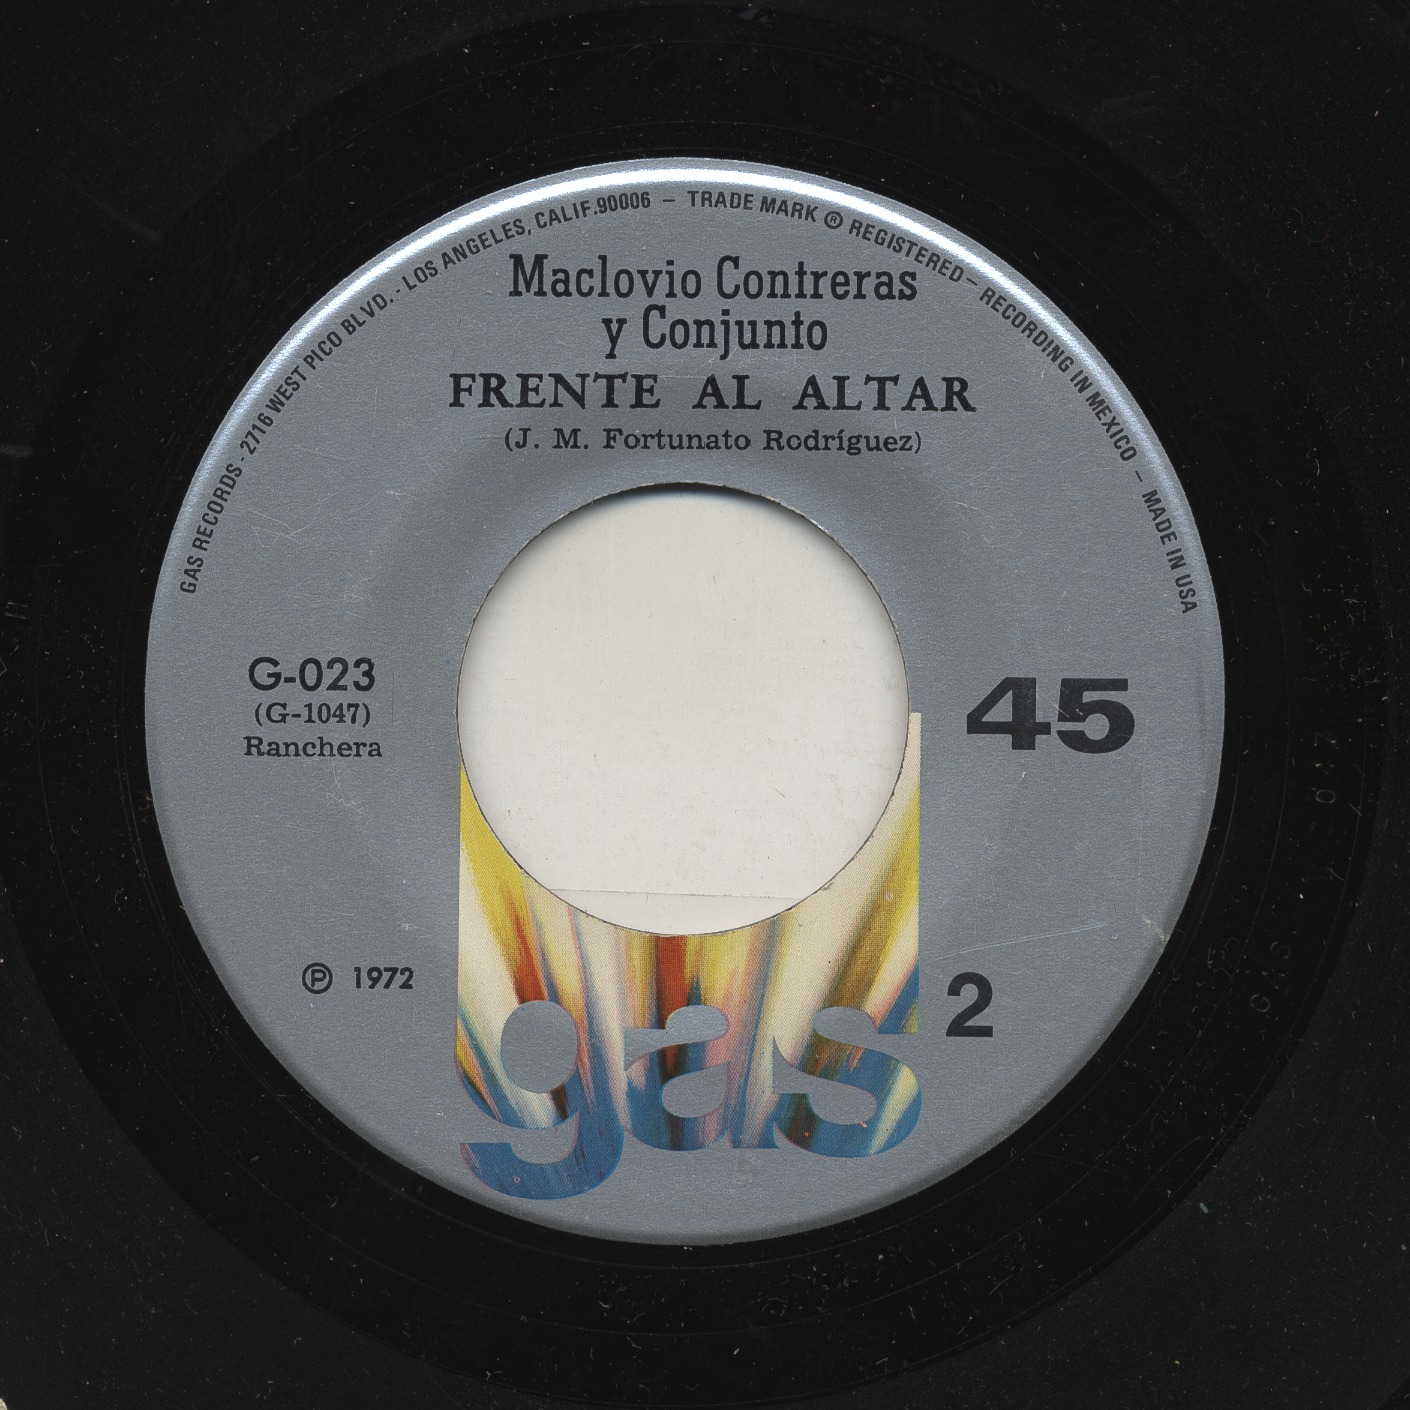 GAS RECORDS - 2716 WEST PICO BLVD. - LOS ANGELES, CALIF.90006 – TRADE MARK ® REGISTERED – RECORDING IN MEXICO – MADE IN USA
Maclovio Contreras
y Conjunto
FRENTE AL ALTAR
(J. M. Fortunato Rodríguez)
G-023
(G-1047)
Ranchera
45
℗ 1972
2
gas